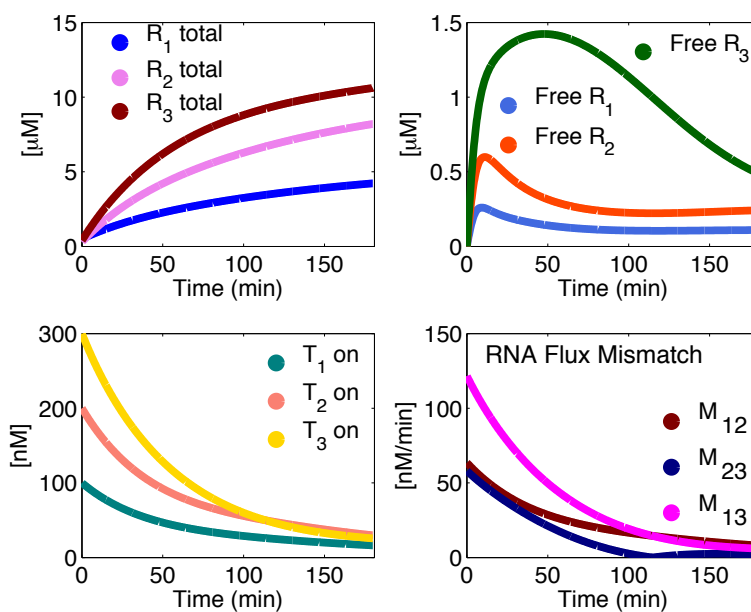 15
10
5
0
[µM]
R1 total
R2 total
R3 total
0 50 100 150
Time (min)
1.5
1
0.5
0
[µM]
Free R3
Free R1
Free R2
0 50 100 150
Time (min)
300
200
100
0
[nM]
T1 on
T2 on
T3 on
0 50 100 150
Time (min)
150
100
50
0
[nM/min]
RNA Flux Mismatch
M12
M23
M13
0 50 100 150
Time (min)